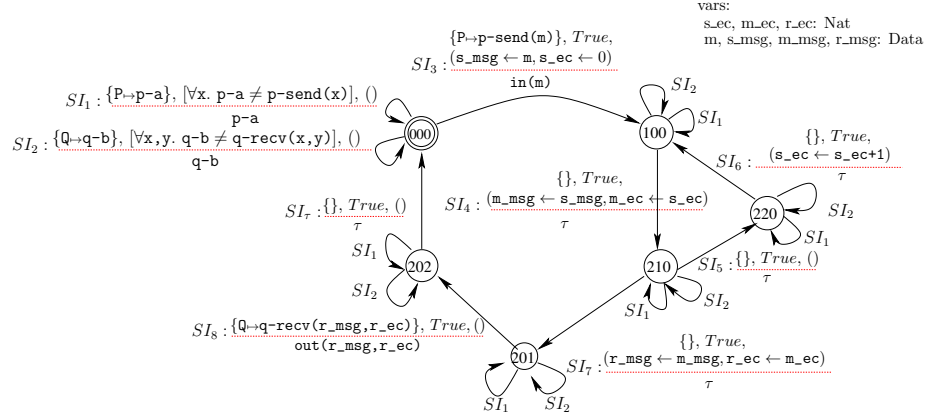 vars:
s_ec, m_ec, r_ec: Nat
m, s_msg, m_msg, r_msg: Data
{P↦p-send(m)}, True,
SI₃ : (s_msg ← m, s_ec ← 0)
in(m)
SI₁ : {P↦p-a}, [∀x. p-a ≠ p-send(x)], ()
p-a
SI₂ : {Q↦q-b}, [∀x,y. q-b ≠ q-recv(x,y)], ()
q-b
000
SI₂
SI₁
100
{}, True,
SI₆ : (s_ec ← s_ec+1)
τ
{}, True,
SI₄ : (m_msg ← s_msg, m_ec ← s_ec)
τ
SIτ : {}, True, ()
τ
220
SI₂
SI₁
SI₁
SI₂
202
210
SI₅ : {}, True, ()
τ
SI₁
SI₂
SI₈ : {Q↦q-recv(r_msg,r_ec)}, True, ()
out(r_msg,r_ec)
201
SI₁
SI₂
{}, True,
SI₇ : (r_msg ← m_msg, r_ec ← m_ec)
τ